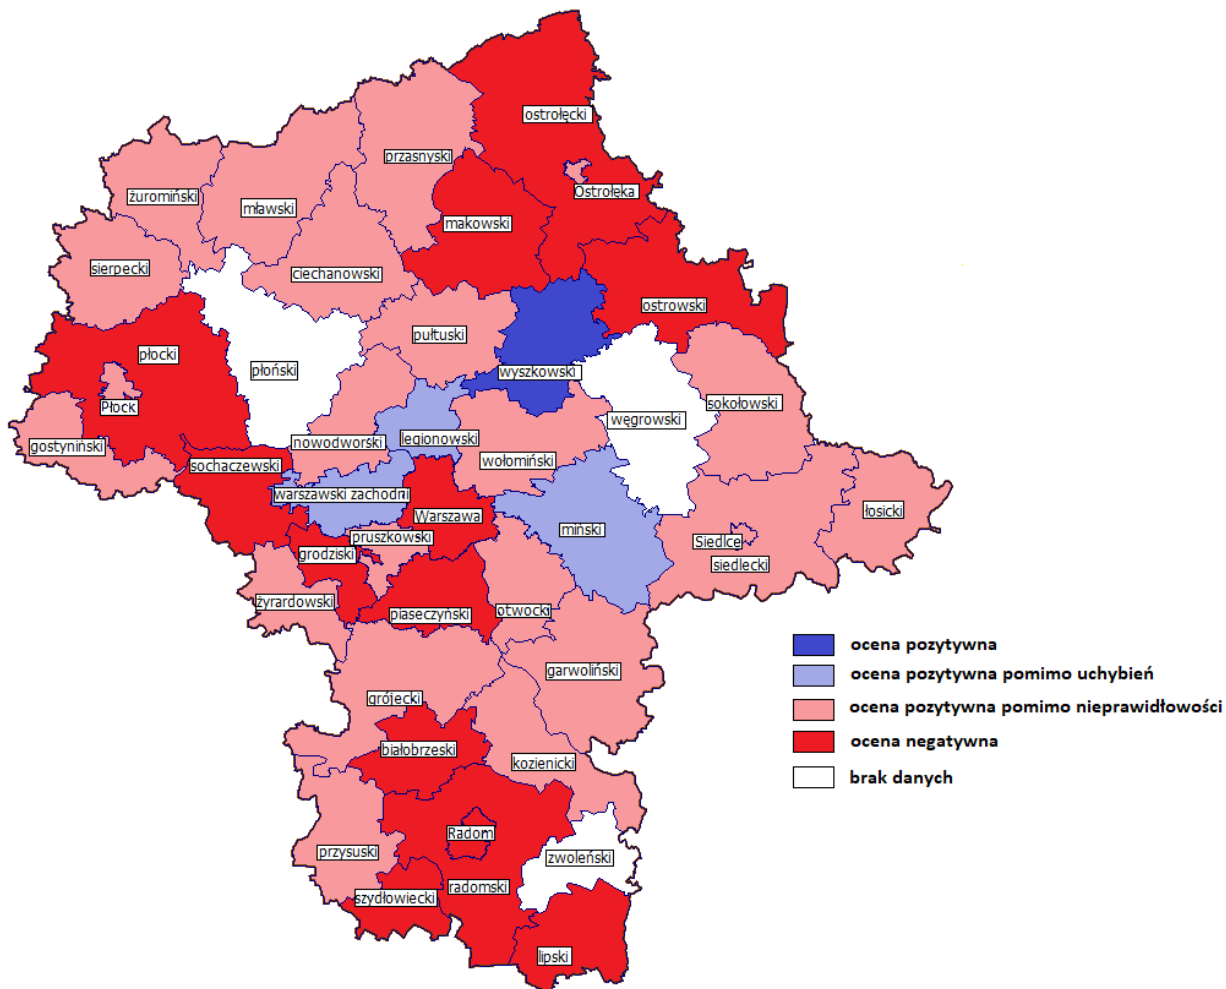 ostrołęcki
przasnyski
Ostrołęka
żuromiński
mławski
makowski
sierpecki
ciechanowski
ostrowski
pułtuski
płocki
płoński
wyszkowski
Płock
sokołowski
węgrowski
gostyniński
nowodworski
legionowski
wołomiński
sochaczewski
warszawski zachodni
łosicki
Warszawa
miński
pruszkowski
Siedlce
grodziski
siedlecki
żyrardowski
piaseczyński
otwocki
garwoliński
grójecki
białobrzeski
kozienicki
Radom
przysuski
zwoleński
radomski
szydłowiecki
lipski
ocena pozytywna
ocena pozytywna pomimo uchybień
ocena pozytywna pomimo nieprawidłowości
ocena negatywna
brak danych